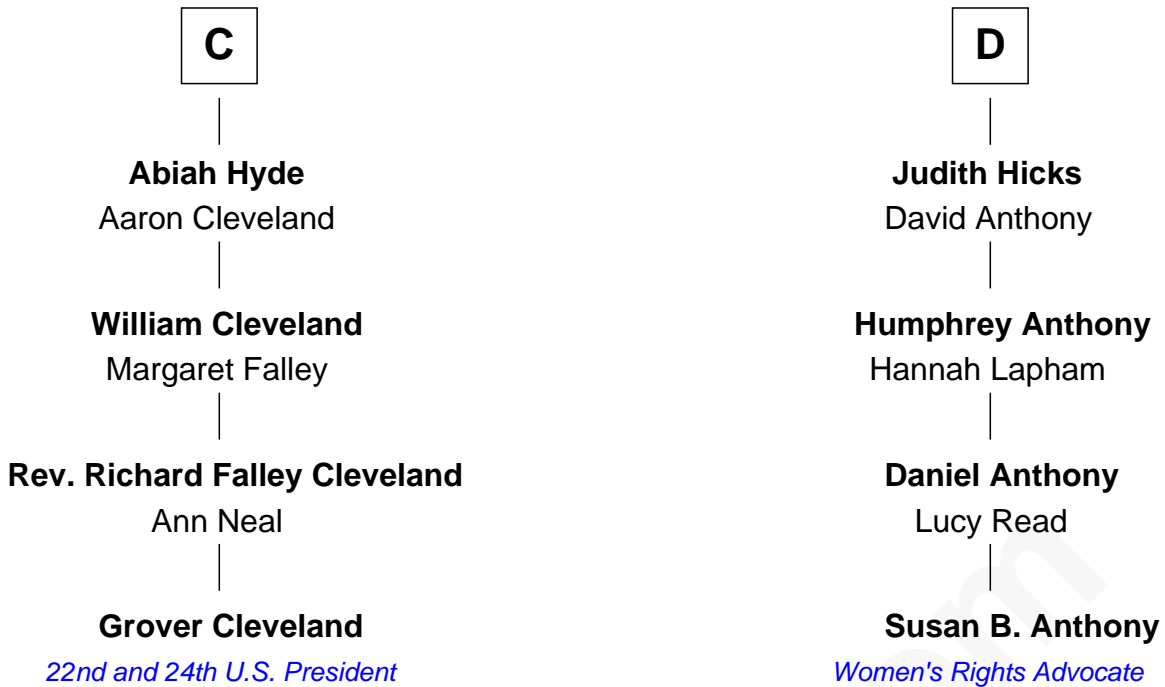 C
Abiah Hyde
Aaron Cleveland
William Cleveland
Margaret Falley
Rev. Richard Falley Cleveland
Ann Neal
Grover Cleveland
22nd and 24th U.S. President
D
Judith Hicks
David Anthony
Humphrey Anthony
Hannah Lapham
Daniel Anthony
Lucy Read
Susan B. Anthony
Women's Rights Advocate